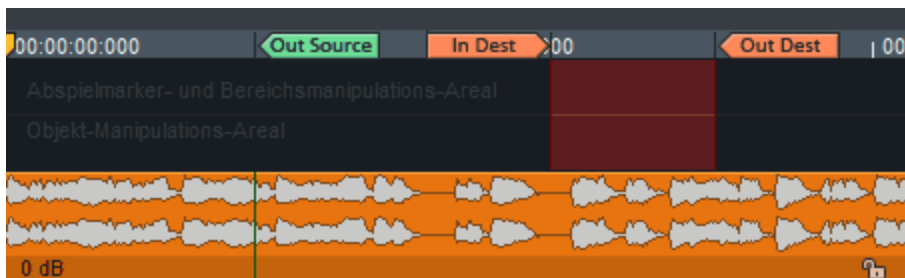 00:00:00:000 Out Source In Dest 00 Out Dest 00
Abspielmarker- und Bereichsmanipulations-Areal
Objekt-Manipulations-Areal
0 dB